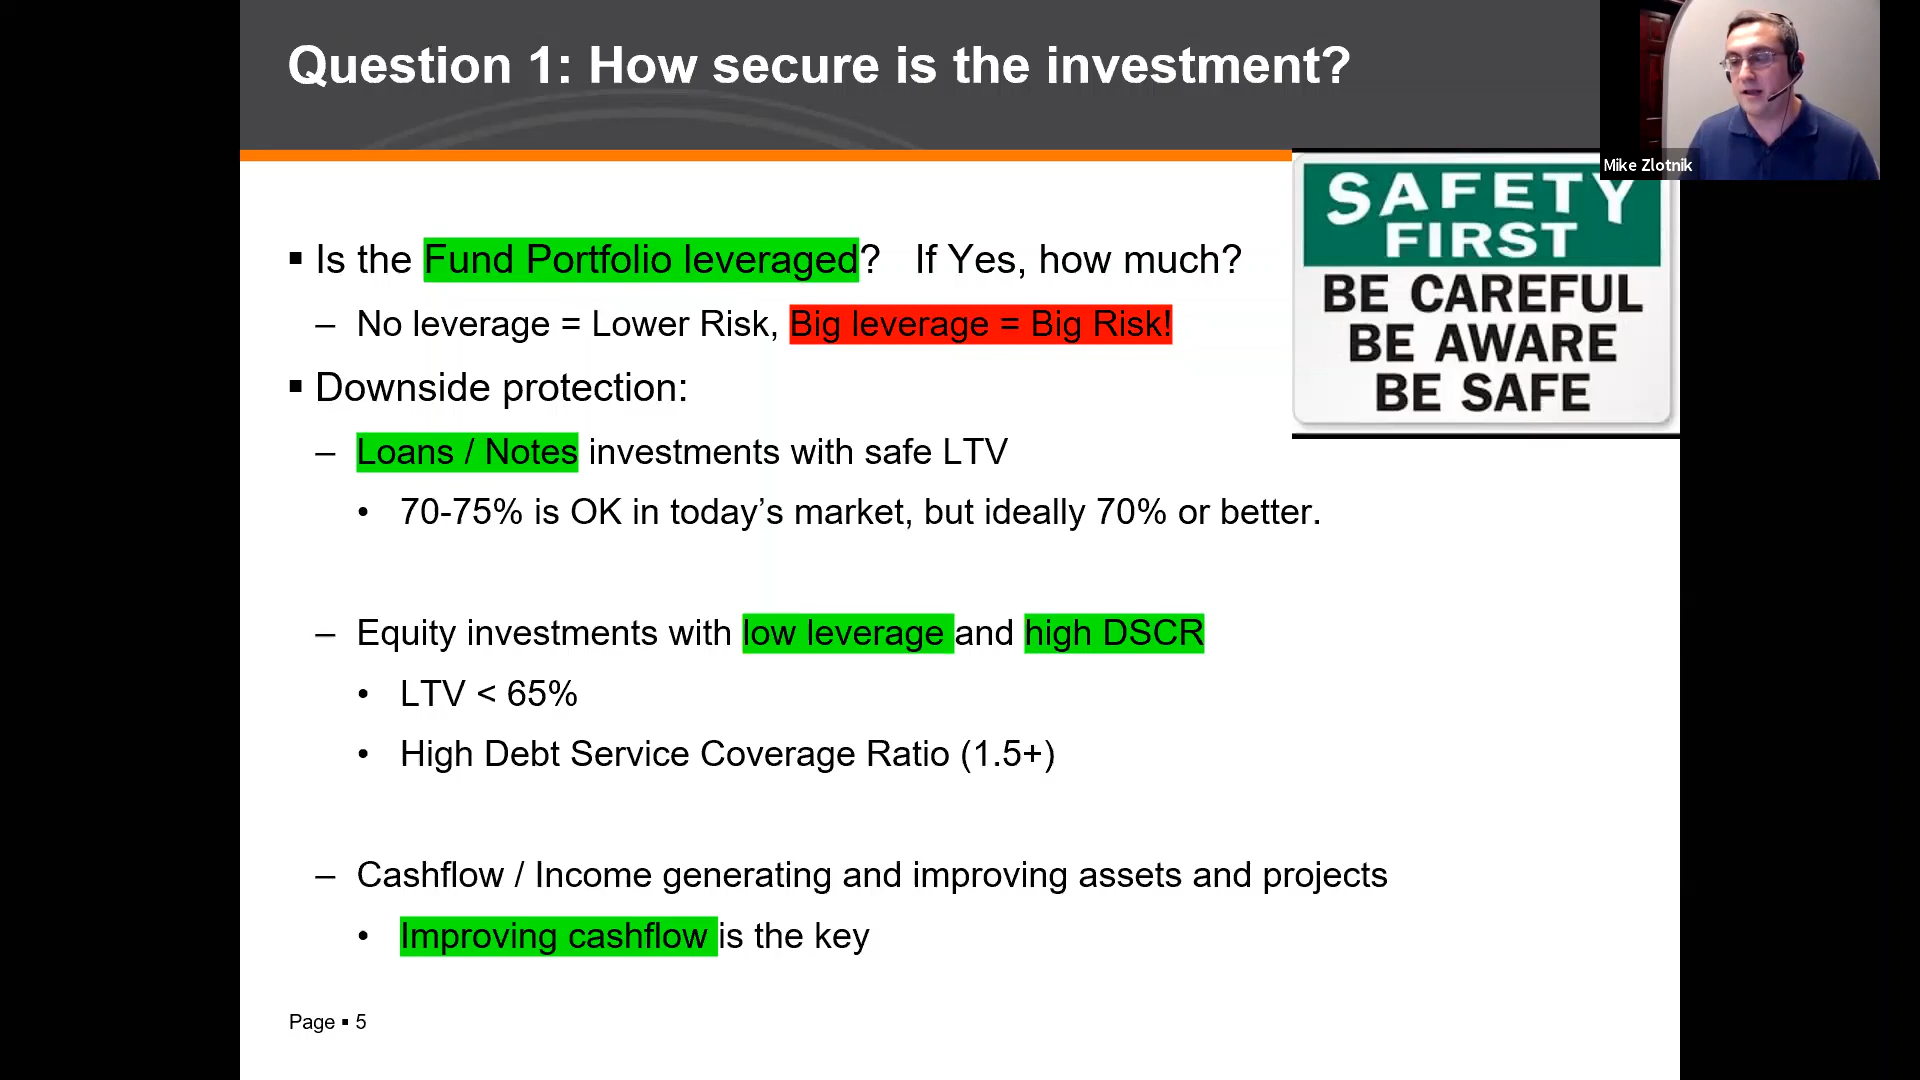 Question 1: How secure is the investment?
Mike Zlotnik
SAFETY
FIRST
BE CAREFUL
BE AWARE
BE SAFE
▪ Is the Fund Portfolio leveraged? If Yes, how much?
– No leverage = Lower Risk, Big leverage = Big Risk!
▪ Downside protection:
– Loans / Notes investments with safe LTV
• 70-75% is OK in today’s market, but ideally 70% or better.
– Equity investments with low leverage and high DSCR
• LTV < 65%
• High Debt Service Coverage Ratio (1.5+)
– Cashflow / Income generating and improving assets and projects
• Improving cashflow is the key
Page ▪ 5